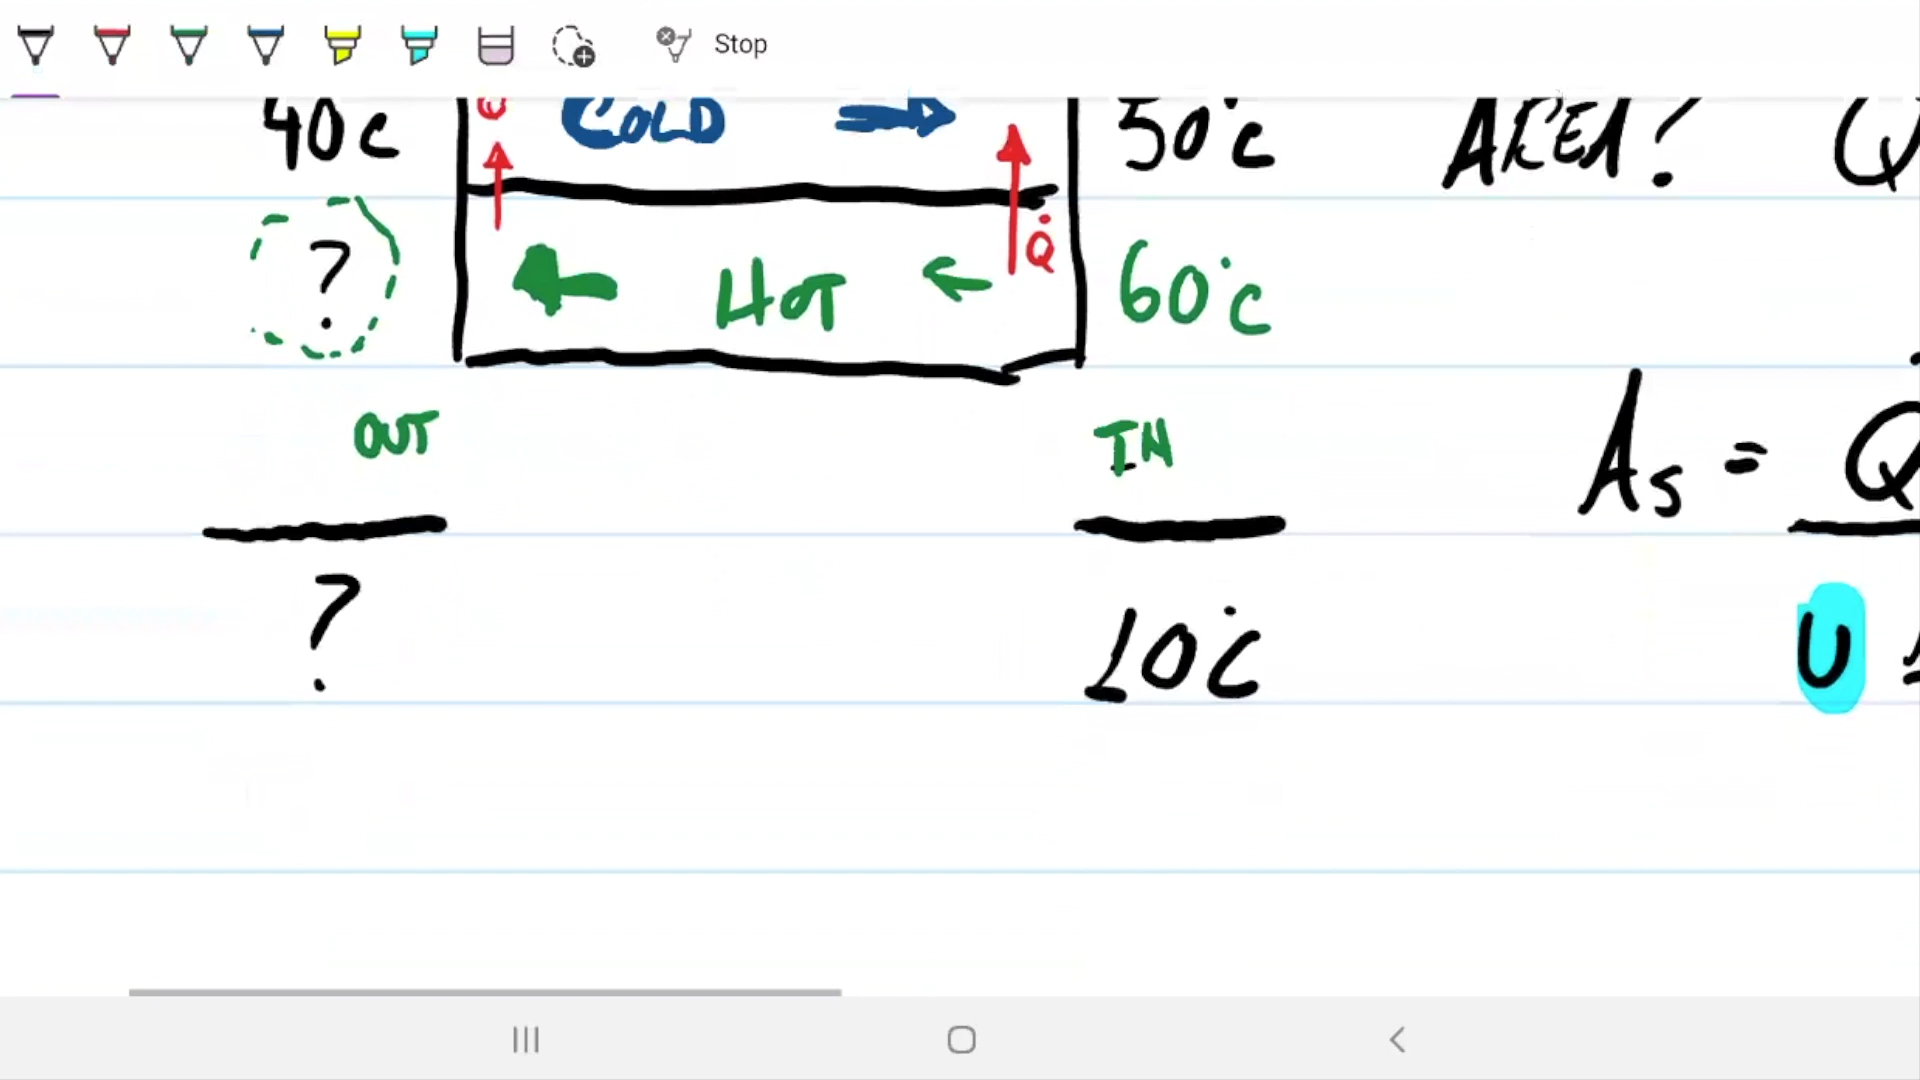 Stop
40c COLD 50°c AREA? Q
? HOT Q̇ 60°c
OUT IN
As = Q
? 10°c U